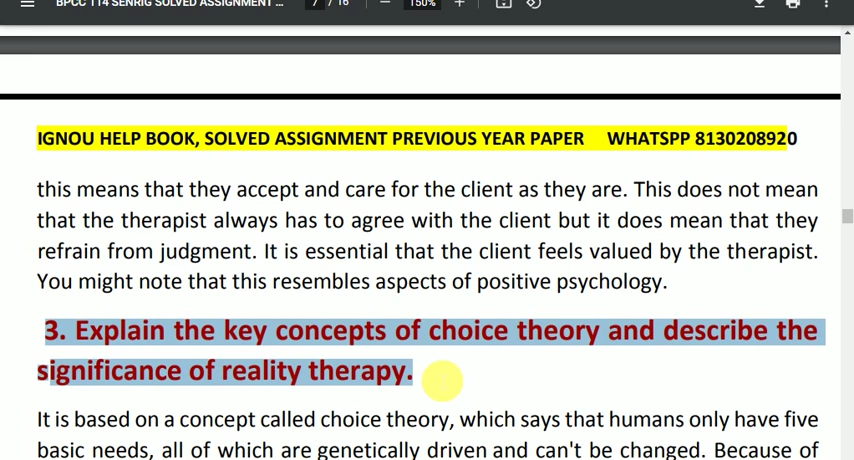 BPCC 114 SENRIG SOLVED ASSIGNMENT ... 7 / 16 150%
IGNOU HELP BOOK, SOLVED ASSIGNMENT PREVIOUS YEAR PAPER WHATSPP 8130208920
this means that they accept and care for the client as they are. This does not mean
that the therapist always has to agree with the client but it does mean that they
refrain from judgment. It is essential that the client feels valued by the therapist.
You might note that this resembles aspects of positive psychology.
3. Explain the key concepts of choice theory and describe the
significance of reality therapy.
It is based on a concept called choice theory, which says that humans only have five
basic needs, all of which are genetically driven and can't be changed. Because of